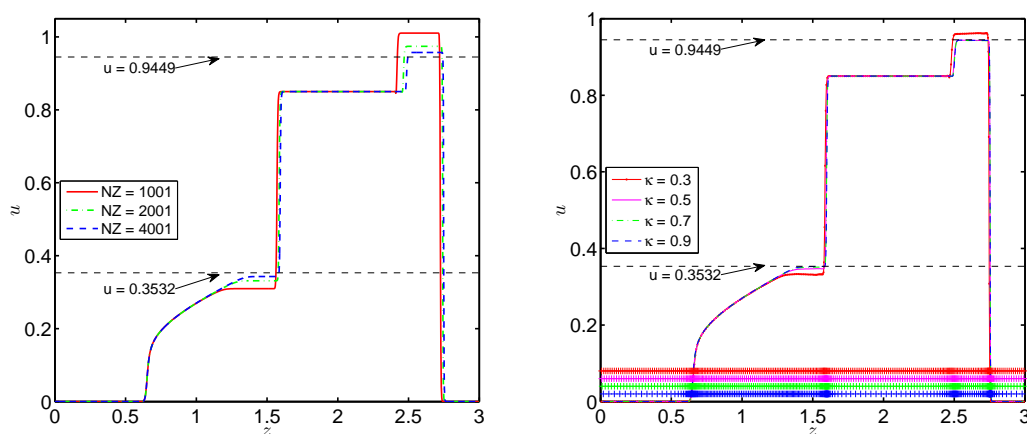 1
0.8
0.6
0.4
0.2
0
u
u = 0.9449
NZ = 1001
NZ = 2001
NZ = 4001
u = 0.3532
0 0.5 1 1.5 2 2.5 3
z
1
0.8
0.6
0.4
0.2
0
u
u = 0.9449
κ = 0.3
κ = 0.5
κ = 0.7
κ = 0.9
u = 0.3532
0 0.5 1 1.5 2 2.5 3
z